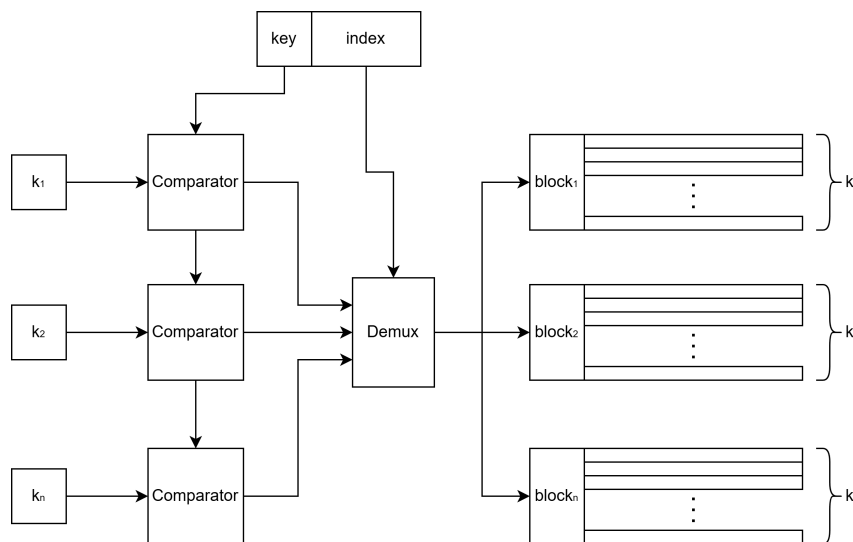 key index
k₁ Comparator block₁ k
k₂ Comparator Demux block₂ k
kₙ Comparator blockₙ k